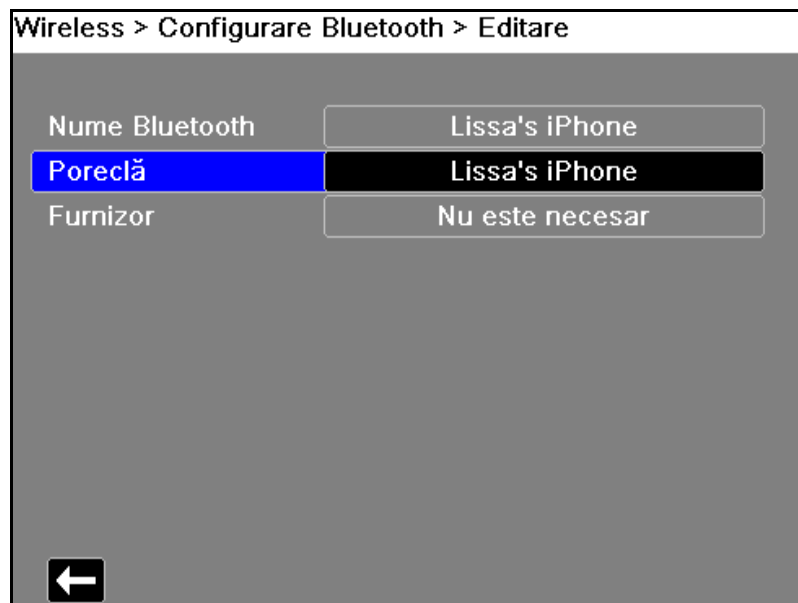 Wireless > Configurare Bluetooth > Editare
Nume Bluetooth Lissa's iPhone
Poreclă Lissa's iPhone
Furnizor Nu este necesar